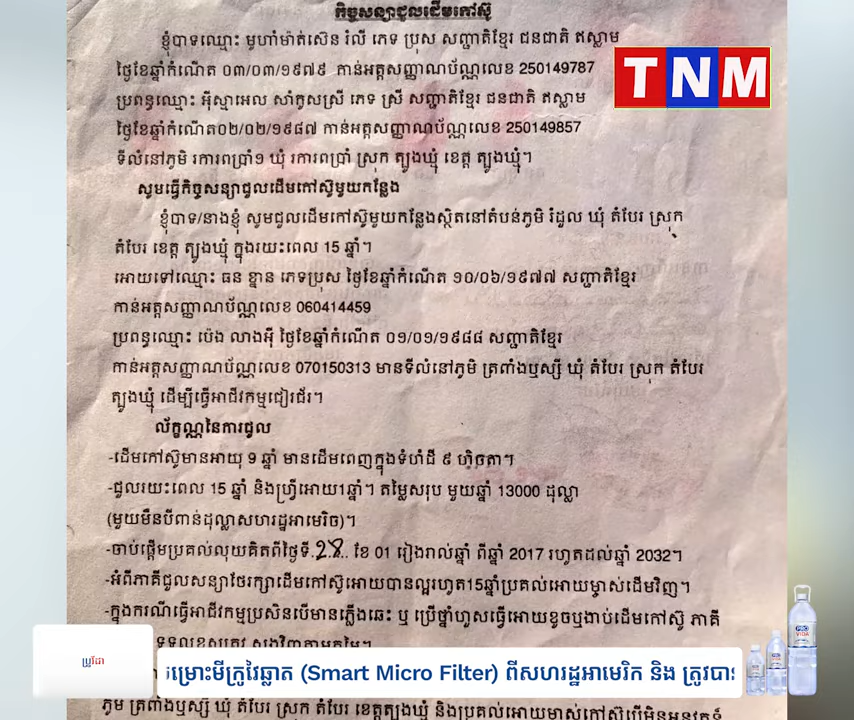 កិច្ចសន្យាជួលដើមកៅស៊ូ
ខ្ញុំបាទឈ្មោះ មូហាំម៉ាត់ស៊េន រំលី ភេទ ប្រុស សញ្ជាតិខ្មែរ ជនជាតិ ឥស្លាម
ថ្ងៃខែឆ្នាំកំណើត ០៣/០៣/១៩៧៩ កាន់អត្តសញ្ញាណប័ណ្ណលេខ 250149787
TNM
ប្រពន្ធឈ្មោះ អ៊ីស្មាអេល សាំគួសស្រី ភេទ ស្រី សញ្ជាតិខ្មែរ ជនជាតិ ឥស្លាម
ថ្ងៃខែឆ្នាំកំណើត០២/០២/១៩៨៧ កាន់អត្តសញ្ញាណប័ណ្ណលេខ 250149857
ទីលំនៅភូមិ រការពប្រាំ១ ឃុំ រការពប្រាំ ស្រុក ត្បូងឃ្មុំ ខេត្ត ត្បូងឃ្មុំ។
សូមធ្វើកិច្ចសន្យាជួលដើមកៅស៊ូមួយកន្លែង
ខ្ញុំបាទ/នាងខ្ញុំ សូមជួលដើមកៅស៊ូមួយកន្លែងស្ថិតនៅតំបន់ភូមិ រំដួល ឃុំ តំបែរ ស្រុក
តំបែរ ខេត្ត ត្បូងឃ្មុំ ក្នុងរយះពេល 15 ឆ្នាំ។
អោយទៅឈ្មោះ ធន ខ្នាន ភេទប្រុស ថ្ងៃខែឆ្នាំកំណើត ១០/០៦/១៩៧៧ សញ្ជាតិខ្មែរ
កាន់អត្តសញ្ញាណប័ណ្ណលេខ 060414459
ប្រពន្ធឈ្មោះ ប៉េង លាងអ៊ី ថ្ងៃខែឆ្នាំកំណើត ០១/០១/១៩៨៨ សញ្ជាតិខ្មែរ
កាន់អត្តសញ្ញាណប័ណ្ណលេខ 070150313 មានទីលំនៅភូមិ ត្រពាំងឬស្សី ឃុំ តំបែរ ស្រុក តំបែរ
ត្បូងឃ្មុំ ដើម្បីធ្វើអាជីវកម្មជៀរជ័រ។
ល័ក្ខណ្ណនៃការជួល
-ដើមកៅស៊ូមានអាយុ 9 ឆ្នាំ មានដើមពេញក្នុងទំហំដី ៩ ហ៊ិចតា។
-ជួលរយះពេល 15 ឆ្នាំ និងហ្វ្រីអោយ1ឆ្នាំ។ តម្លៃសរុប មួយឆ្នាំ 13000 ដុល្លា
(មួយមឺនបីពាន់ដុល្លាសហរដ្ឋអាមេរិច)។
-ចាប់ផ្តើមប្រគល់លុយគិតពីថ្ងៃទី.28.. ខែ 01 រៀងរាល់ឆ្នាំ ពីឆ្នាំ 2017 រហូតដល់ឆ្នាំ 2032។
-អំពីភាគីជួលសន្យាថែរក្សាដើមកៅស៊ូអោយបានល្អរហូត15ឆ្នាំប្រគល់អោយម្ចាស់ដើមវិញ។
-ក្នុងករណីធ្វើអាជីវកម្មប្រសិនបើមានភ្លើងឆេះ ឬ ប្រើថ្នាំហួសធ្វើអោយខូចឬងាប់ដើមកៅស៊ូ ភាគី
ប្រូវីដា
ម្រោះមីក្រូវៃឆ្លាត (Smart Micro Filter) ពីសហរដ្ឋអាមេរិក និង ត្រូវបាន
PRO ViDA
ភូមិ ត្រពាំងឬស្សី ឃុំ តំបែរ ស្រុក តំបែរ ខេត្តត្បូងឃ្មុំ និងប្រគល់អោយម្ចាស់កៅស៊ូ